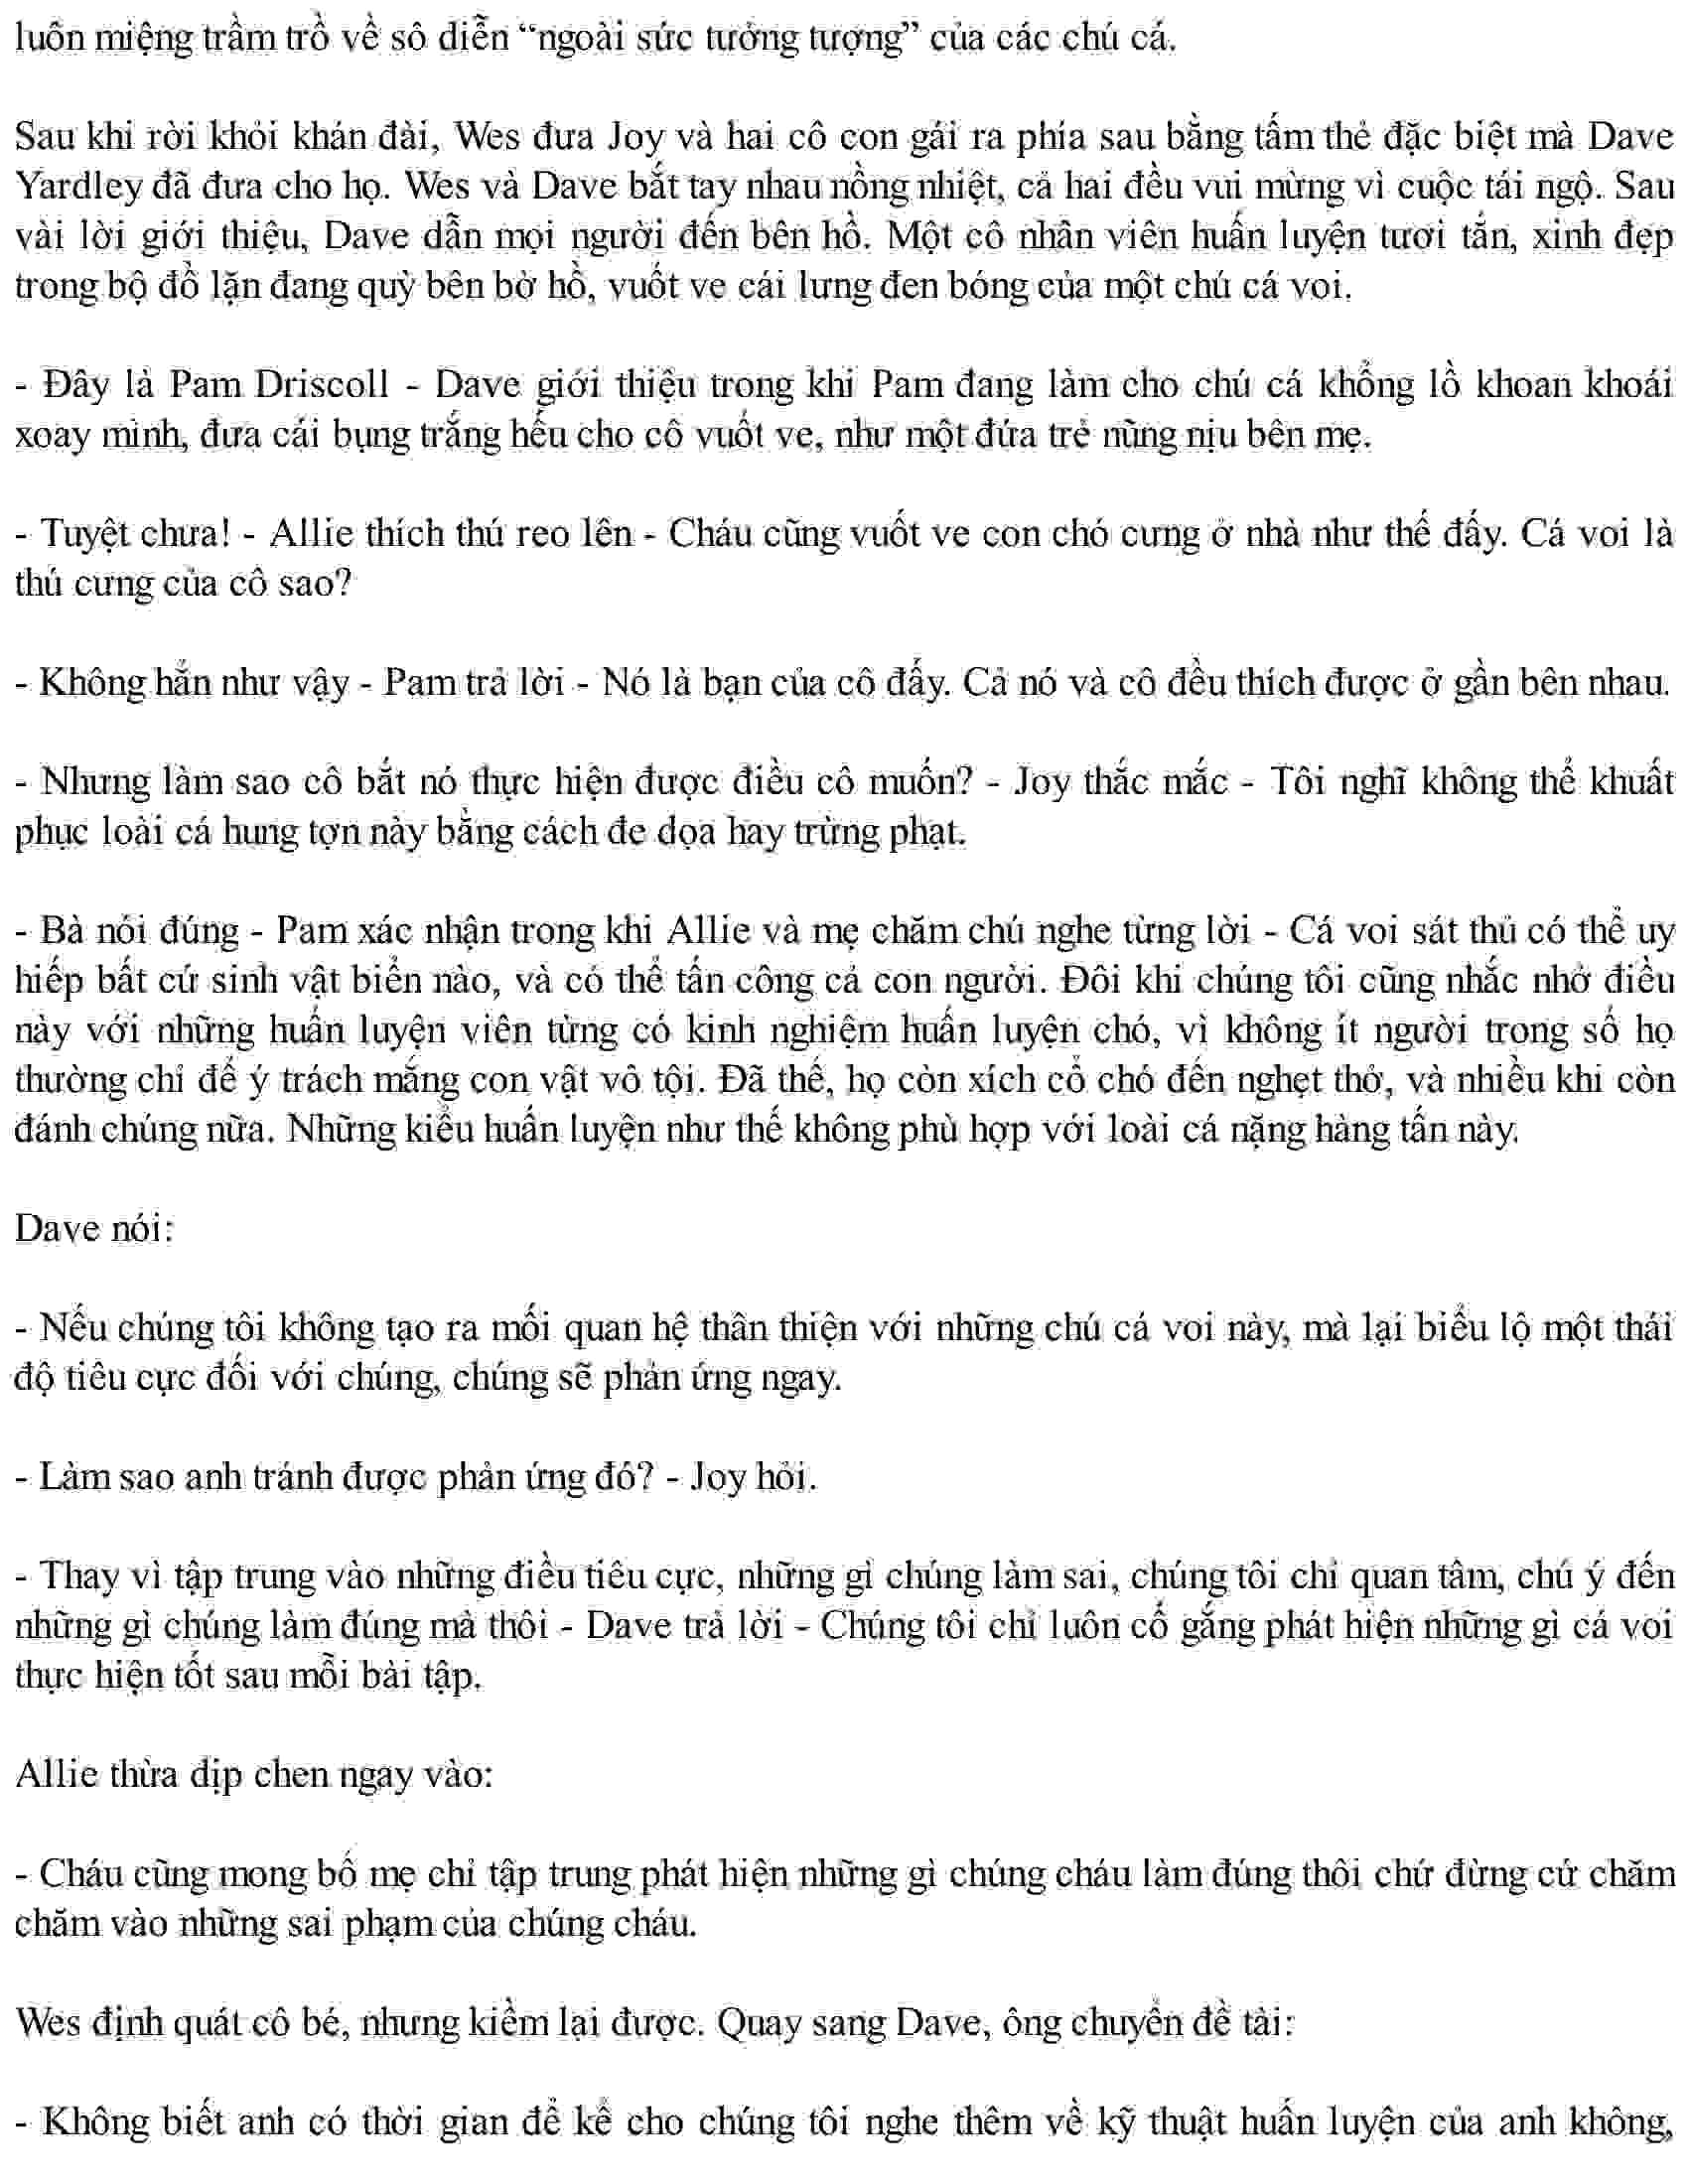 luôn miệng trầm trồ về sô diễn “ngoài sức tưởng tượng” của các chú cá.
Sau khi rời khỏi khán đài, Wes đưa Joy và hai cô con gái ra phía sau bằng tấm thẻ đặc biệt mà Dave
Yardley đã đưa cho họ. Wes và Dave bắt tay nhau nồng nhiệt, cả hai đều vui mừng vì cuộc tái ngộ. Sau
vài lời giới thiệu, Dave dẫn mọi người đến bên hồ. Một cô nhân viên huấn luyện tươi tắn, xinh đẹp
trong bộ đồ lặn đang quỳ bên bờ hồ, vuốt ve cái lưng đen bóng của một chú cá voi.
- Đây là Pam Driscoll - Dave giới thiệu trong khi Pam đang làm cho chú cá khổng lồ khoan khoái
xoay mình, đưa cái bụng trắng hếu cho cô vuốt ve, như một đứa trẻ nũng nịu bên mẹ.
- Tuyệt chưa! - Allie thích thú reo lên - Cháu cũng vuốt ve con chó cưng ở nhà như thế đấy. Cá voi là
thú cưng của cô sao?
- Không hẳn như vậy - Pam trả lời - Nó là bạn của cô đấy. Cả nó và cô đều thích được ở gần bên nhau.
- Nhưng làm sao cô bắt nó thực hiện được điều cô muốn? - Joy thắc mắc - Tôi nghĩ không thể khuất
phục loài cá hung tợn này bằng cách đe dọa hay trừng phạt.
- Bà nói đúng - Pam xác nhận trong khi Allie và mẹ chăm chú nghe từng lời - Cá voi sát thủ có thể uy
hiếp bất cứ sinh vật biển nào, và có thể tấn công cả con người. Đôi khi chúng tôi cũng nhắc nhở điều
này với những huấn luyện viên từng có kinh nghiệm huấn luyện chó, vì không ít người trong số họ
thường chỉ để ý trách mắng con vật vô tội. Đã thế, họ còn xích cổ chó đến nghẹt thở, và nhiều khi còn
đánh chúng nữa. Những kiểu huấn luyện như thế không phù hợp với loài cá nặng hàng tấn này.
Dave nói:
- Nếu chúng tôi không tạo ra mối quan hệ thân thiện với những chú cá voi này, mà lại biểu lộ một thái
độ tiêu cực đối với chúng, chúng sẽ phản ứng ngay.
- Làm sao anh tránh được phản ứng đó? - Joy hỏi.
- Thay vì tập trung vào những điều tiêu cực, những gì chúng làm sai, chúng tôi chỉ quan tâm, chú ý đến
những gì chúng làm đúng mà thôi - Dave trả lời - Chúng tôi chỉ luôn cố gắng phát hiện những gì cá voi
thực hiện tốt sau mỗi bài tập.
Allie thừa dịp chen ngay vào:
- Cháu cũng mong bố mẹ chỉ tập trung phát hiện những gì chúng cháu làm đúng thôi chứ đừng cứ chăm
chăm vào những sai phạm của chúng cháu.
Wes định quát cô bé, nhưng kiềm lại được. Quay sang Dave, ông chuyển đề tài:
- Không biết anh có thời gian để kể cho chúng tôi nghe thêm về kỹ thuật huấn luyện của anh không,